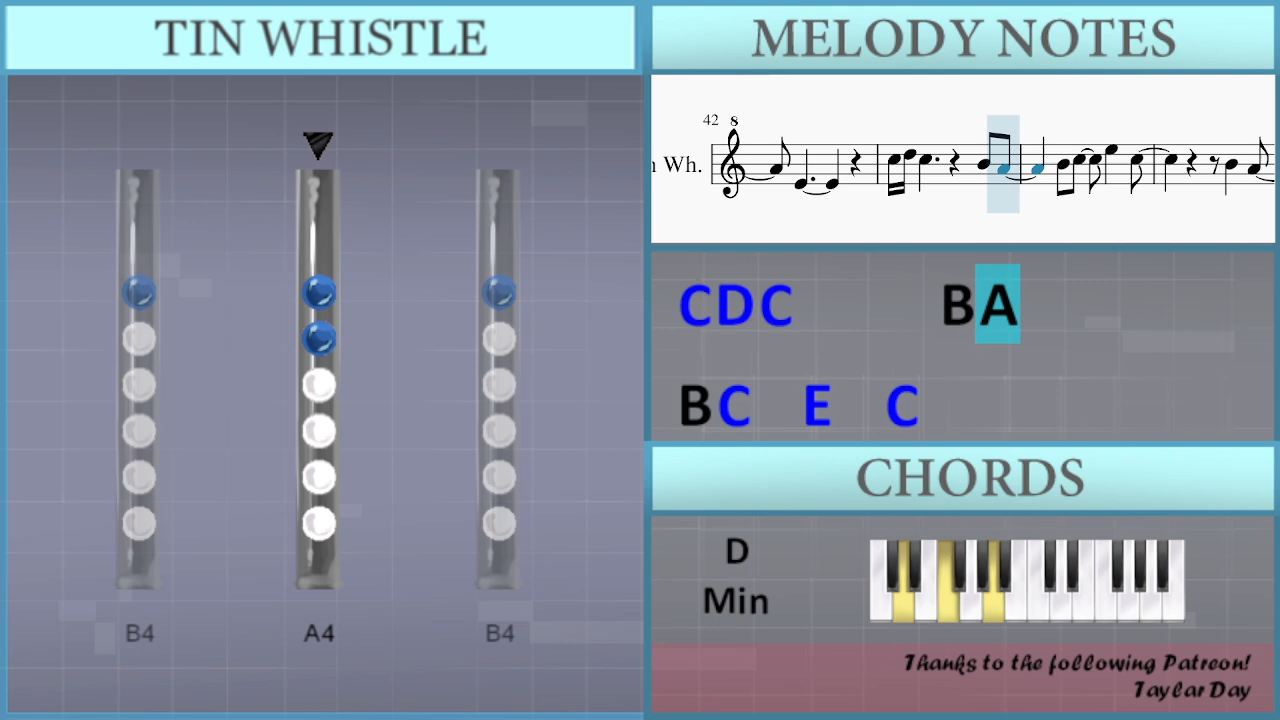 TIN WHISTLE
B4
A4
B4
MELODY NOTES
42
8
n Wh.
CDC BA
BC E C
CHORDS
D
Min
Thanks to the following Patreon!
Taylar Day